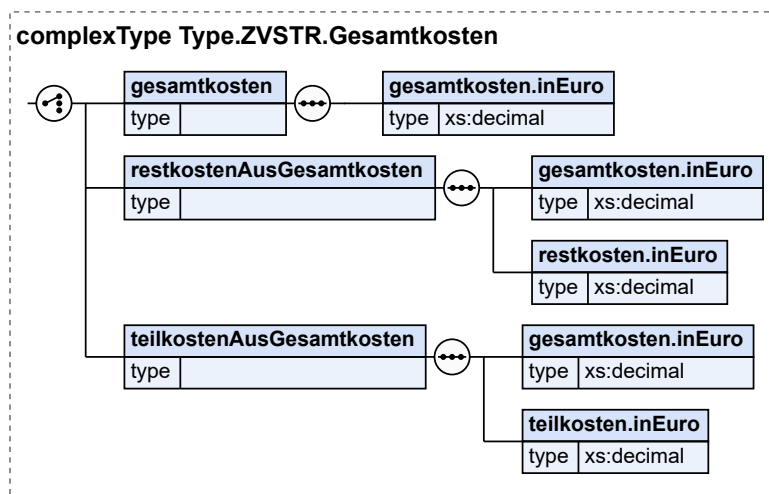 complexType Type.ZVSTR.Gesamtkosten
gesamtkosten
type
gesamtkosten.inEuro
type xs:decimal
restkostenAusGesamtkosten
type
gesamtkosten.inEuro
type xs:decimal
restkosten.inEuro
type xs:decimal
teilkostenAusGesamtkosten
type
gesamtkosten.inEuro
type xs:decimal
teilkosten.inEuro
type xs:decimal